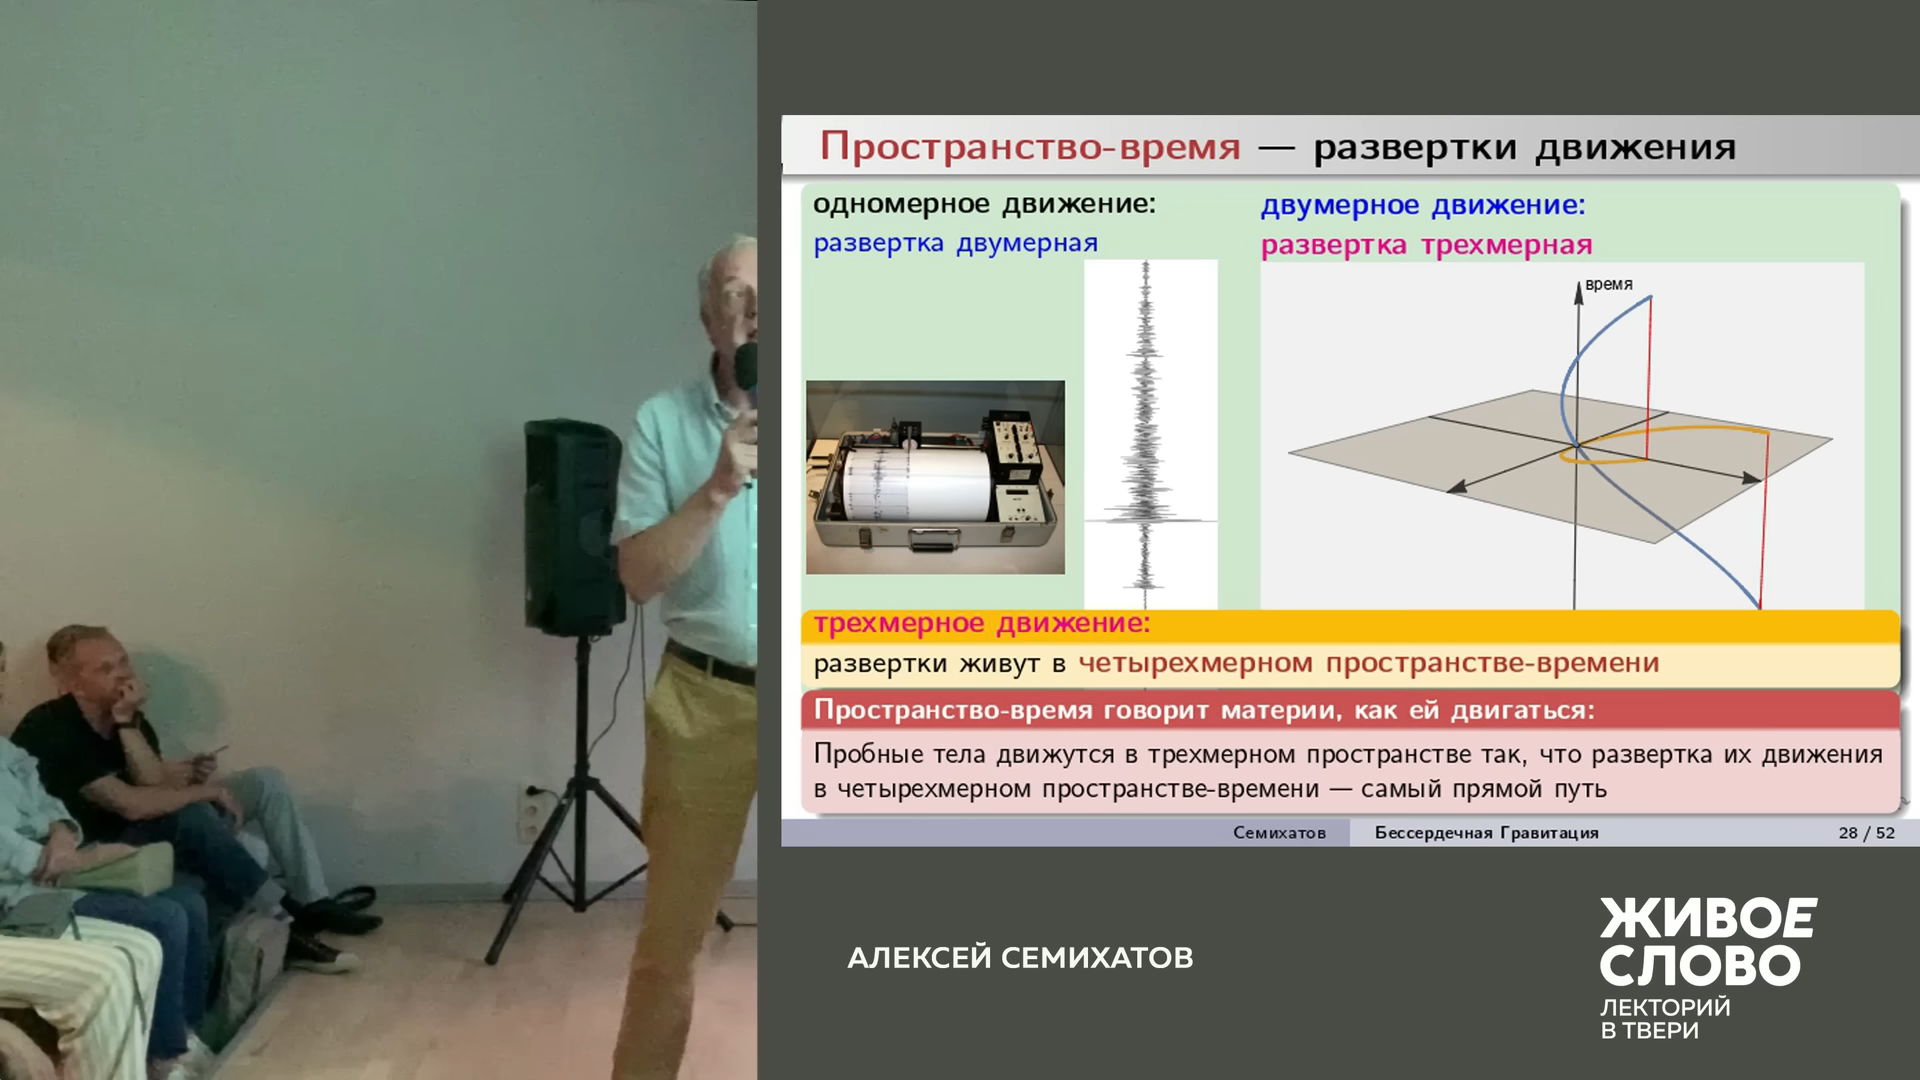 Пространство-время — развертки движения
одномерное движение:
развертка двумерная
двумерное движение:
развертка трехмерная
время
трехмерное движение:
развертки живут в четырехмерном пространстве-времени
Пространство-время говорит материи, как ей двигаться:
Пробные тела движутся в трехмерном пространстве так, что развертка их движения
в четырехмерном пространстве-времени — самый прямой путь
Семихатов
Бессердечная Гравитация
28 / 52
АЛЕКСЕЙ СЕМИХАТОВ
ЖИВОЕ
СЛОВО
ЛЕКТОРИЙ
В ТВЕРИ